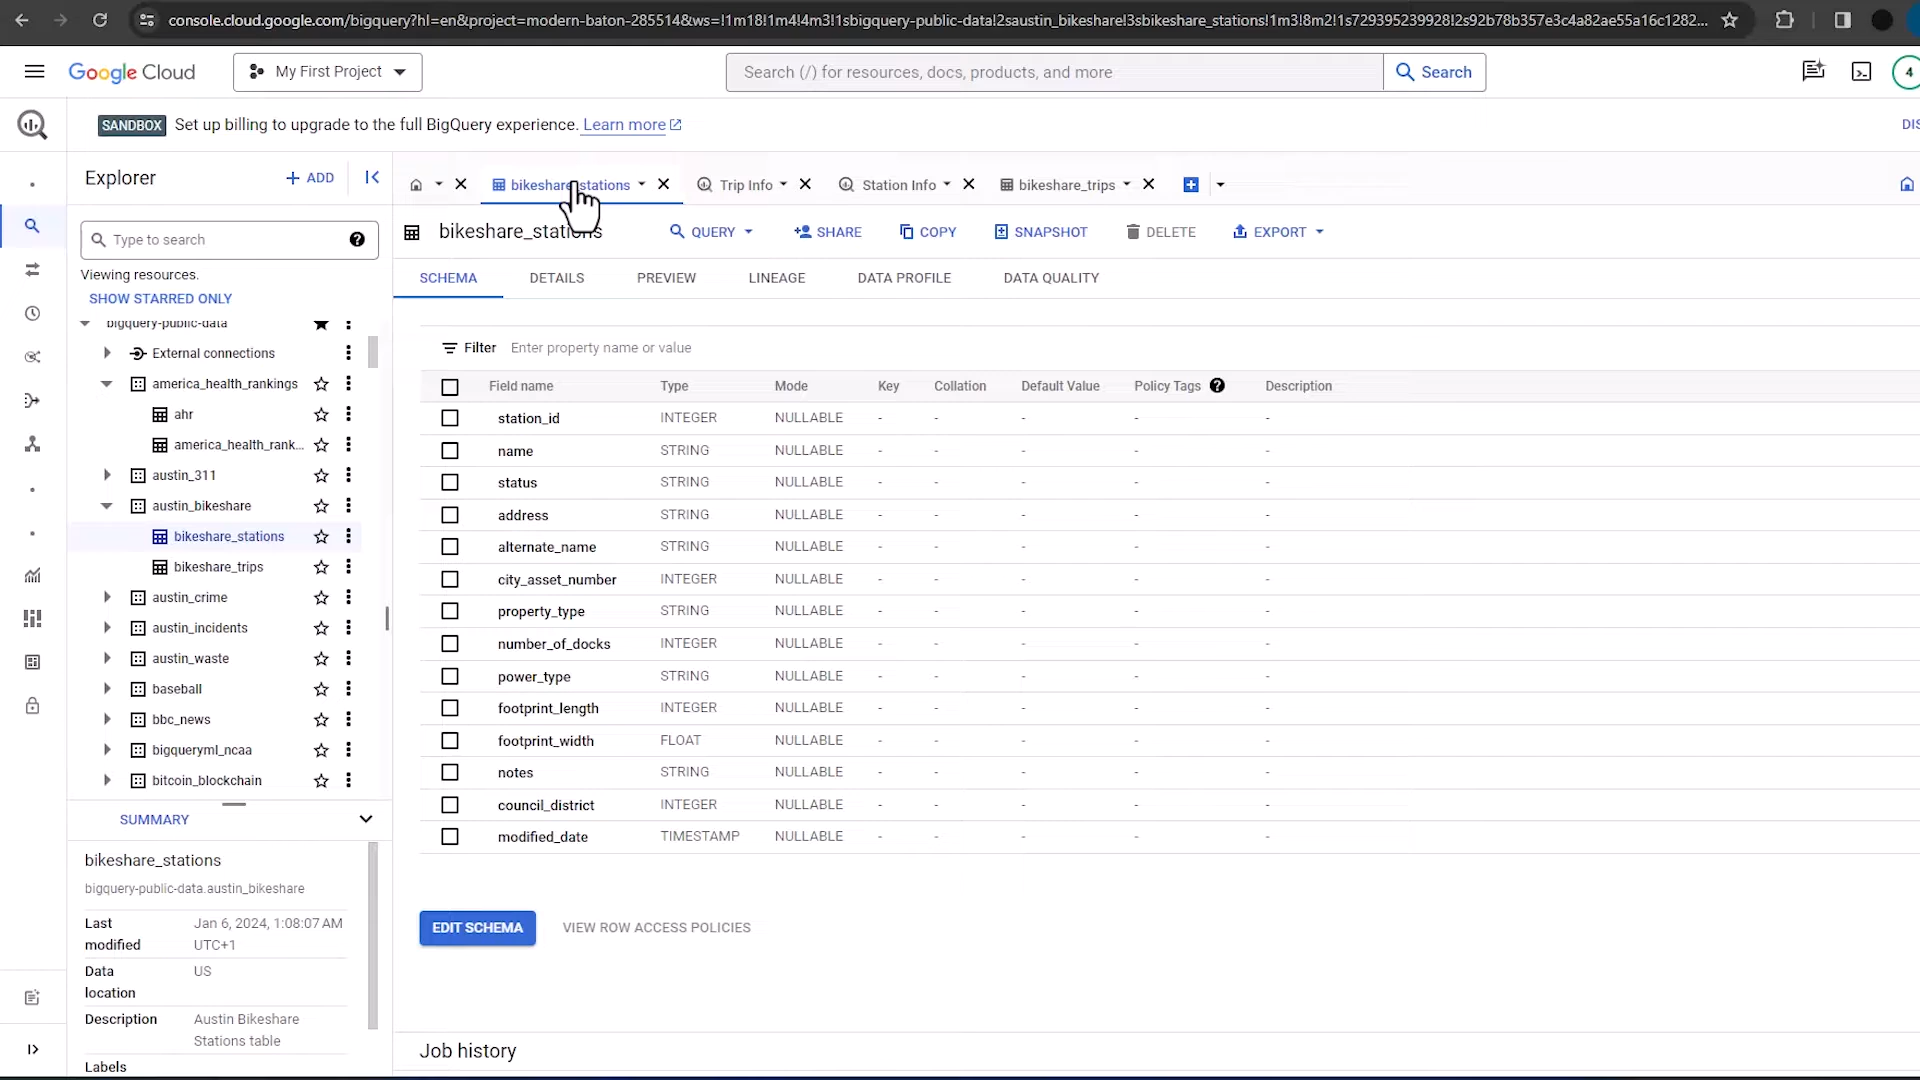 console.cloud.google.com/bigquery?hl=en&project=modern-baton-285514&ws=!1m18!1m4!4m3!1sbigquery-public-data!2saustin_bikeshare!3sbikeshare_stations!1m3!8m2!1s729395239928!2s92b78b357e3c4a82ae55a16c1282...
Google Cloud My First Project Search (/) for resources, docs, products, and more Search 4
SANDBOX Set up billing to upgrade to the full BigQuery experience. Learn more DIS
Explorer + ADD
bikeshare_stations Trip Info Station Info bikeshare_trips
bikeshare_stations QUERY SHARE COPY SNAPSHOT DELETE EXPORT
Type to search
Viewing resources.
SHOW STARRED ONLY
bigquery-public-data
External connections
america_health_rankings
ahr
america_health_rank...
austin_311
austin_bikeshare
bikeshare_stations
bikeshare_trips
austin_crime
austin_incidents
austin_waste
baseball
bbc_news
bigqueryml_ncaa
bitcoin_blockchain
SUMMARY
bikeshare_stations
bigquery-public-data.austin_bikeshare
Last modified Jan 6, 2024, 1:08:07 AM UTC+1
Data location US
Description Austin Bikeshare Stations table
Labels
SCHEMA DETAILS PREVIEW LINEAGE DATA PROFILE DATA QUALITY
Filter Enter property name or value
Field name Type Mode Key Collation Default Value Policy Tags Description
station_id INTEGER NULLABLE - - - - -
name STRING NULLABLE - - - - -
status STRING NULLABLE - - - - -
address STRING NULLABLE - - - - -
alternate_name STRING NULLABLE - - - - -
city_asset_number INTEGER NULLABLE - - - - -
property_type STRING NULLABLE - - - - -
number_of_docks INTEGER NULLABLE - - - - -
power_type STRING NULLABLE - - - - -
footprint_length INTEGER NULLABLE - - - - -
footprint_width FLOAT NULLABLE - - - - -
notes STRING NULLABLE - - - - -
council_district INTEGER NULLABLE - - - - -
modified_date TIMESTAMP NULLABLE - - - - -
EDIT SCHEMA VIEW ROW ACCESS POLICIES
Job history